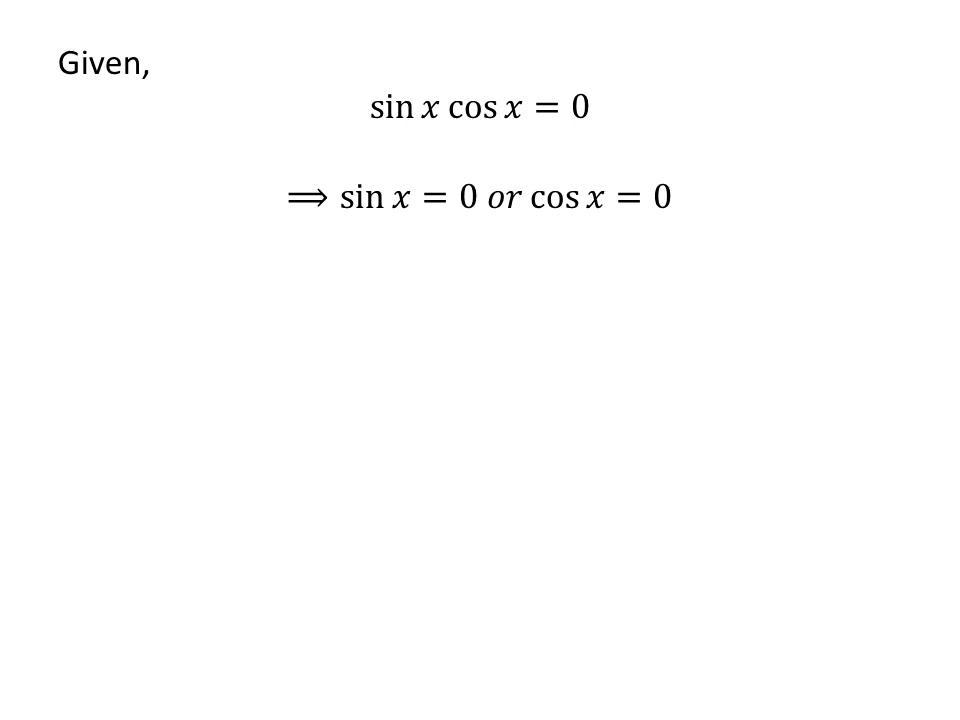 Given,
sin 𝑥 cos 𝑥 = 0
⟹ sin 𝑥 = 0 𝑜𝑟 cos 𝑥 = 0